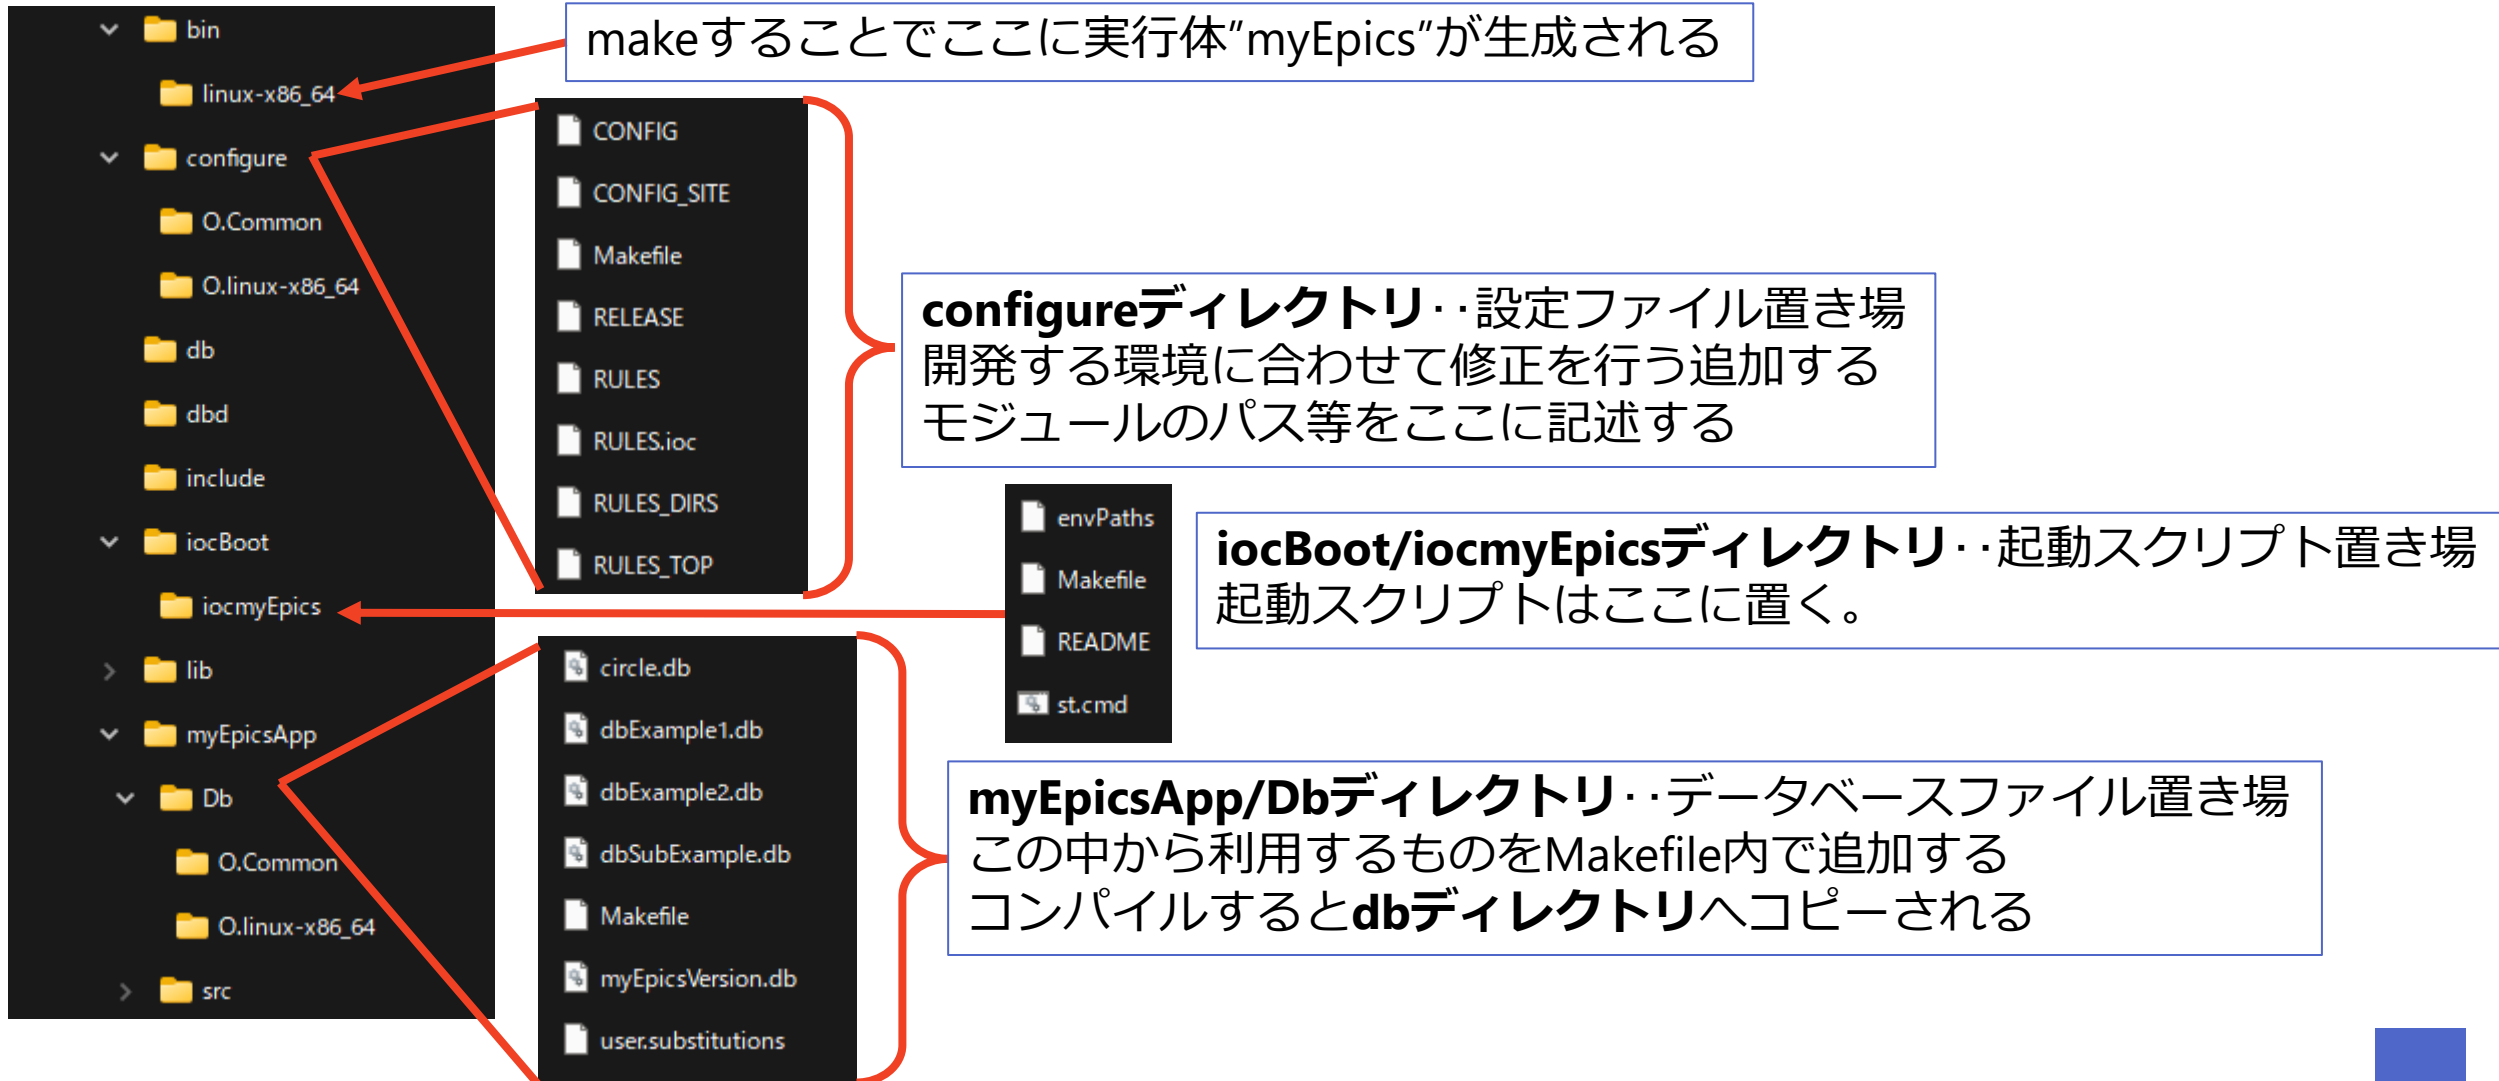 bin
linux-x86_64
configure
O.Common
O.linux-x86_64
db
dbd
include
iocBoot
iocmyEpics
lib
myEpicsApp
Db
O.Common
O.linux-x86_64
src
makeすることでここに実行体"myEpics"が生成される
CONFIG
CONFIG_SITE
Makefile
RELEASE
RULES
RULES.ioc
RULES_DIRS
RULES_TOP
configureディレクトリ‥設定ファイル置き場
開発する環境に合わせて修正を行う追加する
モジュールのパス等をここに記述する
envPaths
Makefile
README
st.cmd
iocBoot/iocmyEpicsディレクトリ‥起動スクリプト置き場
起動スクリプトはここに置く。
circle.db
dbExample1.db
dbExample2.db
dbSubExample.db
Makefile
myEpicsVersion.db
user.substitutions
myEpicsApp/Dbディレクトリ‥データベースファイル置き場
この中から利用するものをMakefile内で追加する
コンパイルするとdbディレクトリへコピーされる